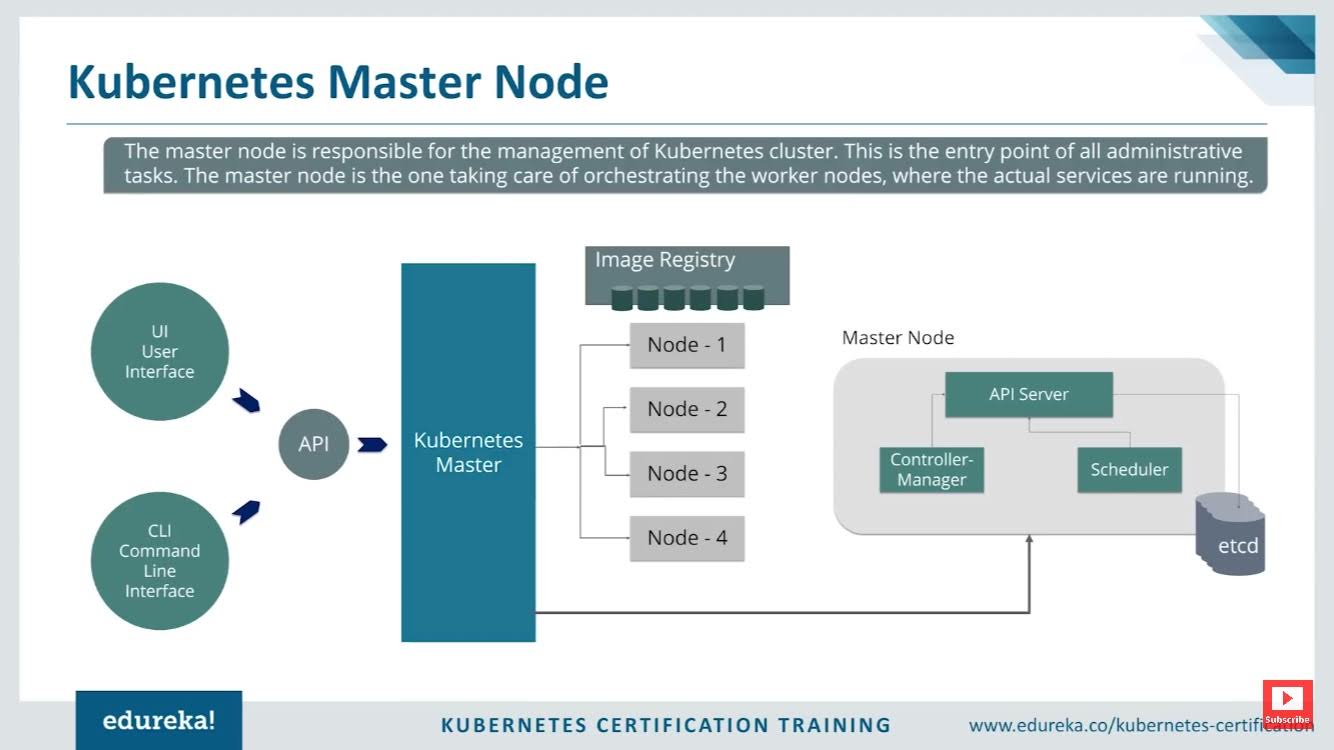 Kubernetes Master Node
The master node is responsible for the management of Kubernetes cluster. This is the entry point of all administrative
tasks. The master node is the one taking care of orchestrating the worker nodes, where the actual services are running.
UI
User
Interface
CLI
Command
Line
Interface
API
Kubernetes
Master
Image Registry
Node - 1
Node - 2
Node - 3
Node - 4
Master Node
API Server
Controller-
Manager
Scheduler
etcd
edureka!
KUBERNETES CERTIFICATION TRAINING
www.edureka.co/kubernetes-certification
Subscribe